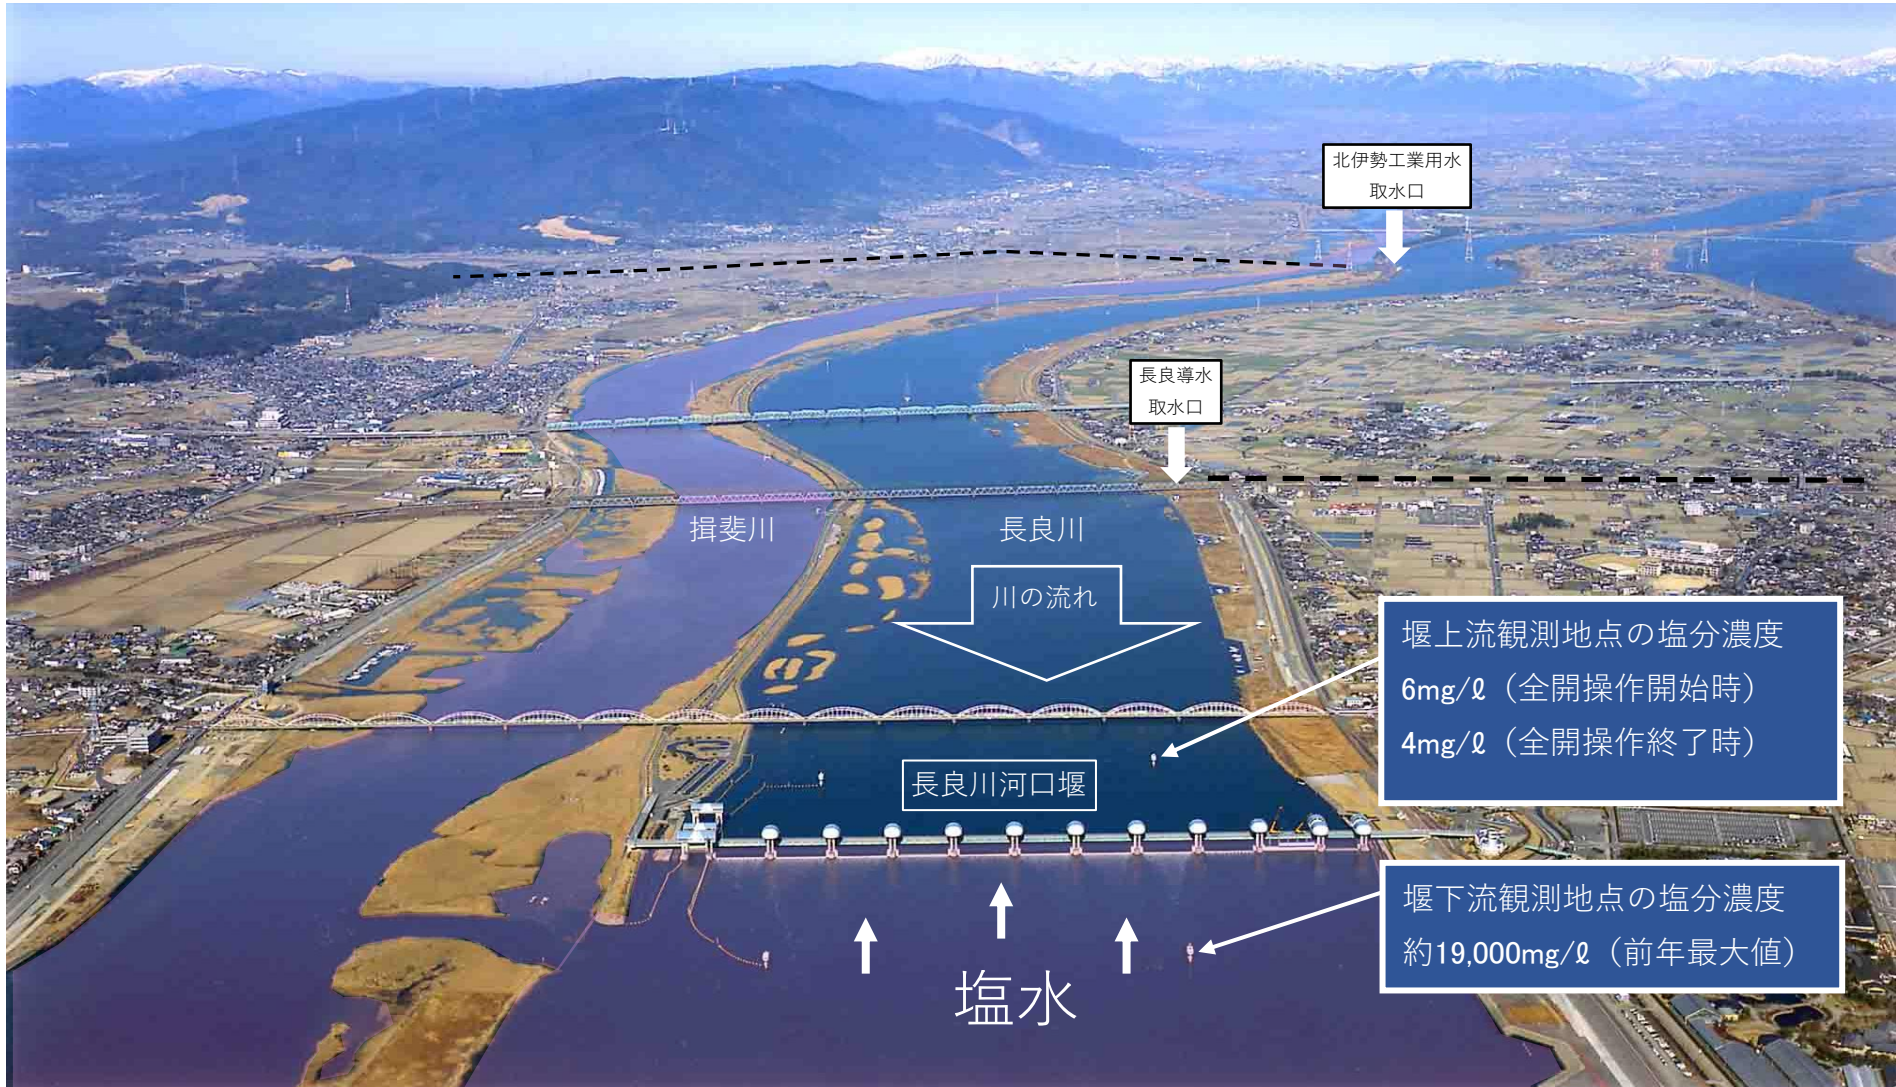 北伊勢工業用水
取水口
長良導水
取水口
揖斐川
長良川
川の流れ
堰上流観測地点の塩分濃度
6mg/ℓ（全開操作開始時）
4mg/ℓ（全開操作終了時）
長良川河口堰
堰下流観測地点の塩分濃度
約19,000mg/ℓ（前年最大値）
塩水